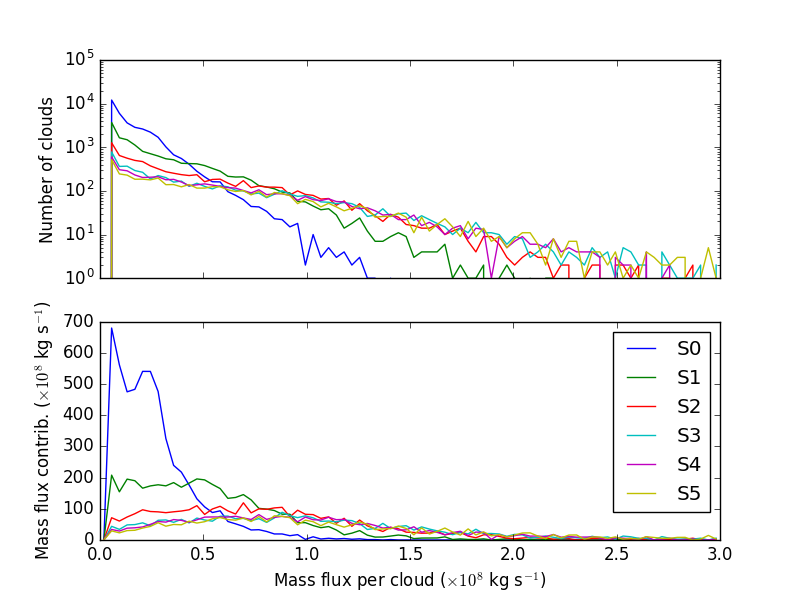 Number of clouds
10^5
10^4
10^3
10^2
10^1
10^0
Mass flux contrib. (×10^8 kg s^−1)
700
600
500
400
300
200
100
0
S0
S1
S2
S3
S4
S5
0.0 0.5 1.0 1.5 2.0 2.5 3.0
Mass flux per cloud (×10^8 kg s^−1)